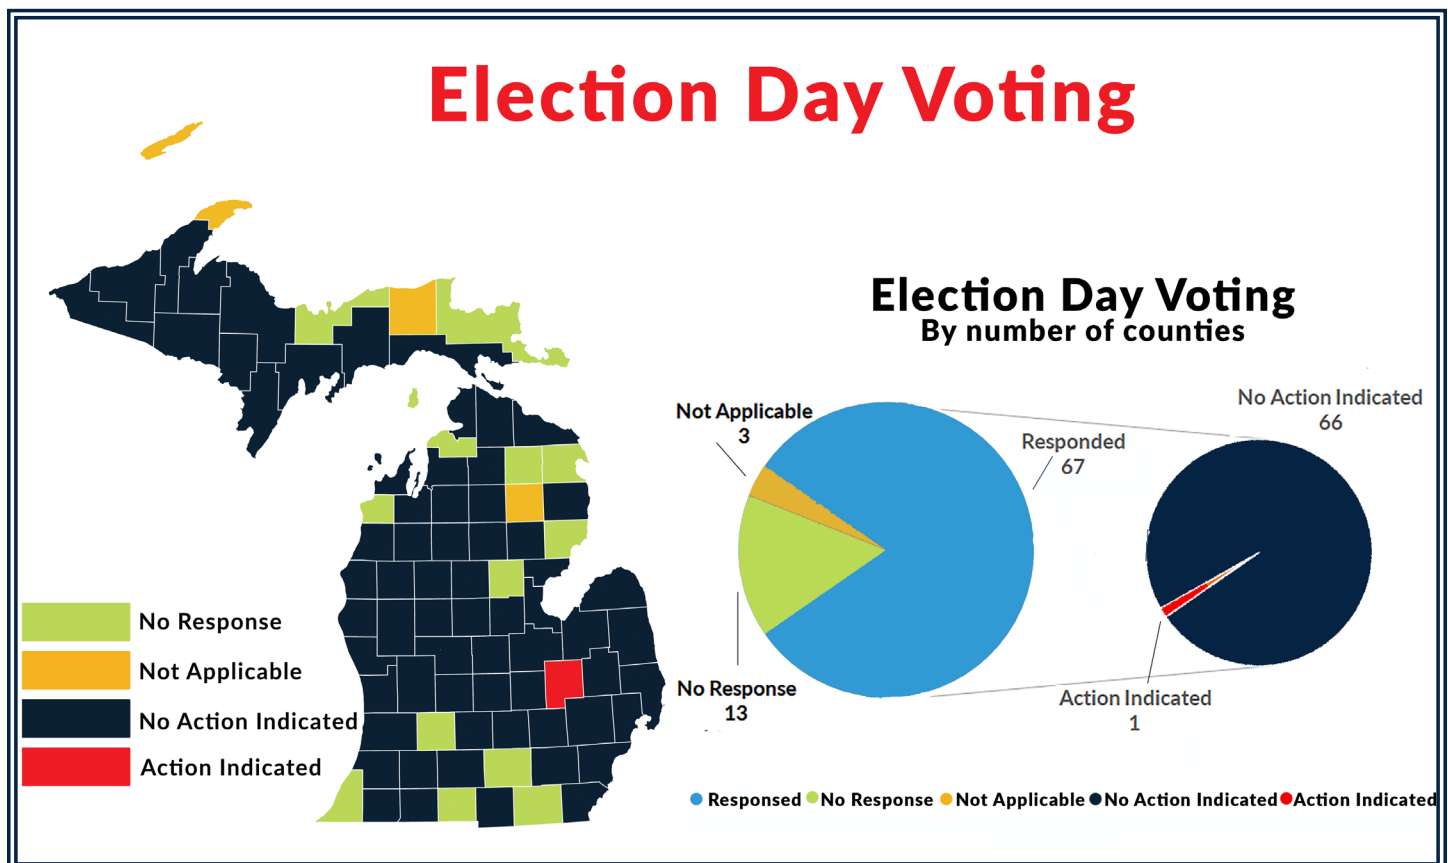 Election Day Voting
Election Day Voting
By number of counties
No Action Indicated
66
Not Applicable
3
Responded
67
No Response
Not Applicable
No Action Indicated
Action Indicated
No Response
13
Action Indicated
1
Responsed No Response Not Applicable No Action Indicated Action Indicated